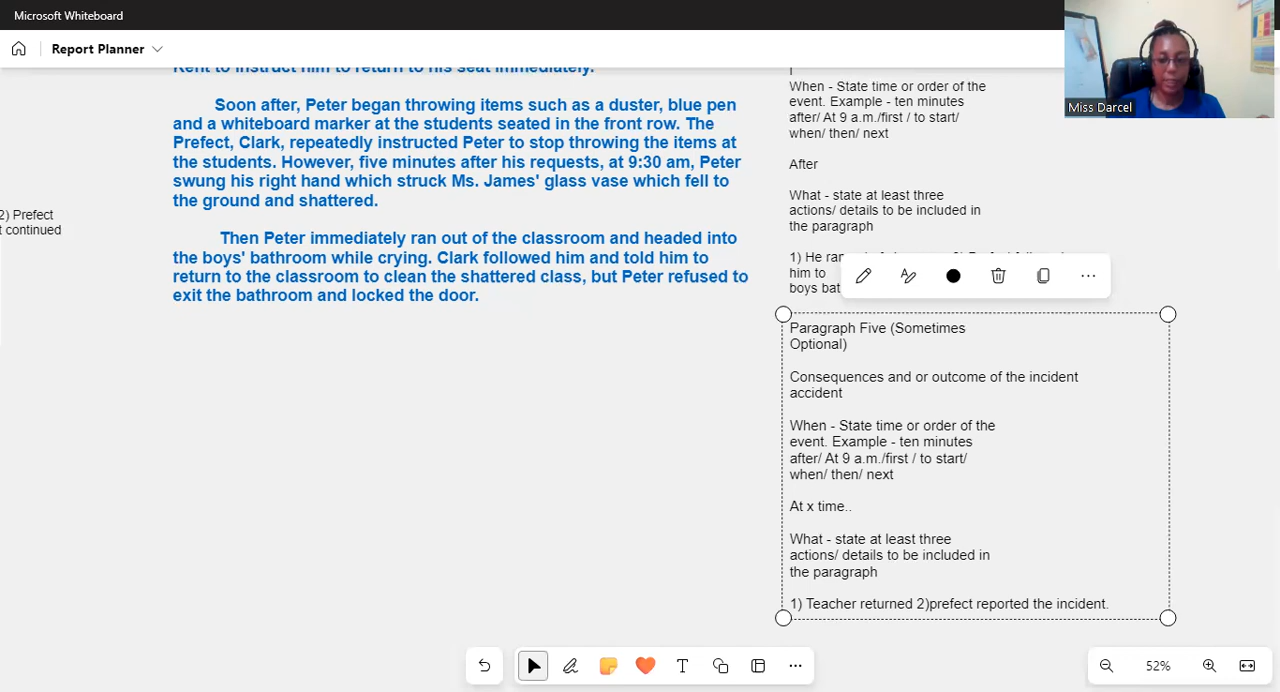 Microsoft Whiteboard
Report Planner
Miss Darcel
Kent to instruct him to return to his seat immediately.
Soon after, Peter began throwing items such as a duster, blue pen
and a whiteboard marker at the students seated in the front row. The
Prefect, Clark, repeatedly instructed Peter to stop throwing the items at
the students. However, five minutes after his requests, at 9:30 am, Peter
swung his right hand which struck Ms. James' glass vase which fell to
the ground and shattered.
Then Peter immediately ran out of the classroom and headed into
the boys' bathroom while crying. Clark followed him and told him to
return to the classroom to clean the shattered class, but Peter refused to
exit the bathroom and locked the door.
2) Prefect
t continued
When - State time or order of the
event. Example - ten minutes
after/ At 9 a.m./first / to start/
when/ then/ next
After
What - state at least three
actions/ details to be included in
the paragraph
1) He ran
him to
boys bat
Paragraph Five (Sometimes
Optional)
Consequences and or outcome of the incident
accident
When - State time or order of the
event. Example - ten minutes
after/ At 9 a.m./first / to start/
when/ then/ next
At x time..
What - state at least three
actions/ details to be included in
the paragraph
1) Teacher returned 2)prefect reported the incident.
52%